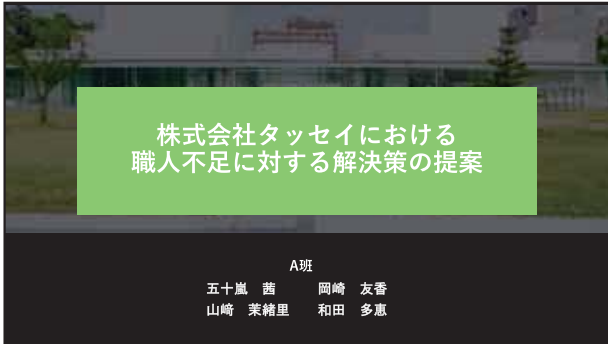 株式会社タッセイにおける
職人不足に対する解決策の提案
A班
五十嵐　茜　　岡崎　友香
山﨑　茉緒里　　和田　多恵